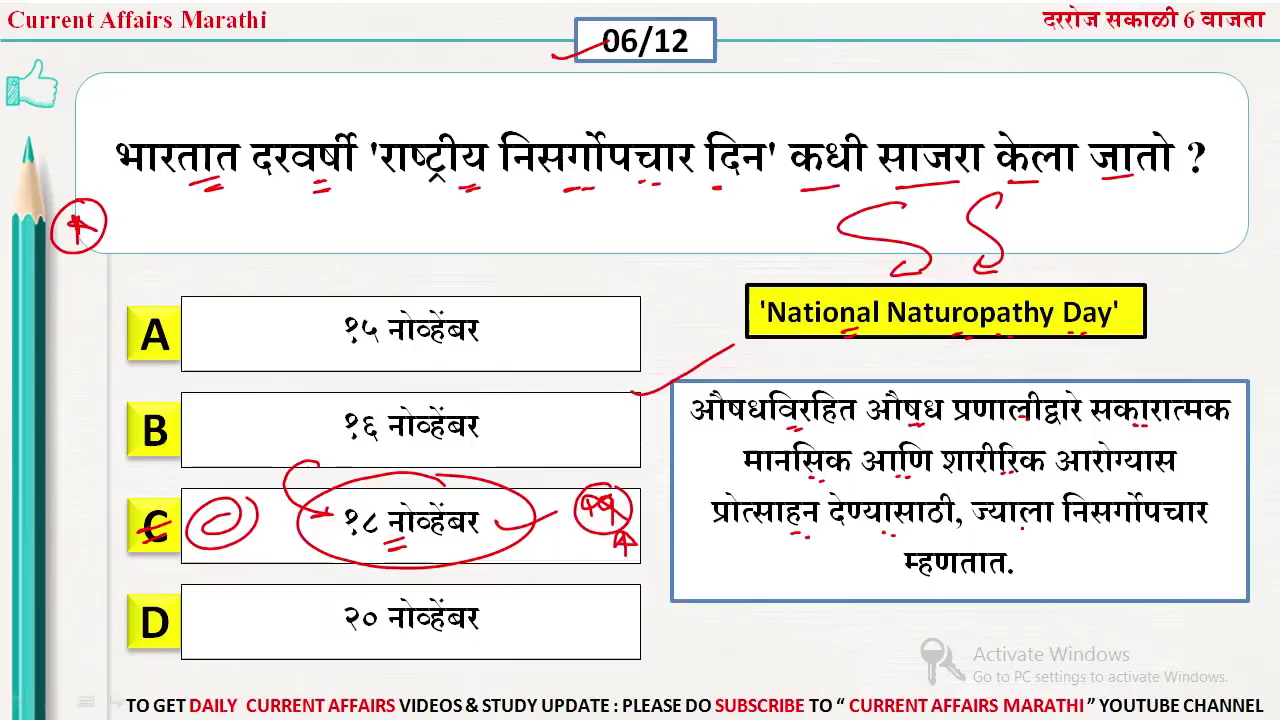 Current Affairs Marathi
दररोज सकाळी 6 वाजता
06/12
भारतात दरवर्षी 'राष्ट्रीय निसर्गोपचार दिन' कधी साजरा केला जातो ?
A
१५ नोव्हेंबर
B
१६ नोव्हेंबर
C
१८ नोव्हेंबर
D
२० नोव्हेंबर
'National Naturopathy Day'
औषधविरहित औषध प्रणालीद्वारे सकारात्मक
मानसिक आणि शारीरिक आरोग्यास
प्रोत्साहन देण्यासाठी, ज्याला निसर्गोपचार
म्हणतात.
Activate Windows
Go to PC settings to activate Windows.
TO GET DAILY CURRENT AFFAIRS VIDEOS & STUDY UPDATE : PLEASE DO SUBSCRIBE TO “ CURRENT AFFAIRS MARATHI ” YOUTUBE CHANNEL